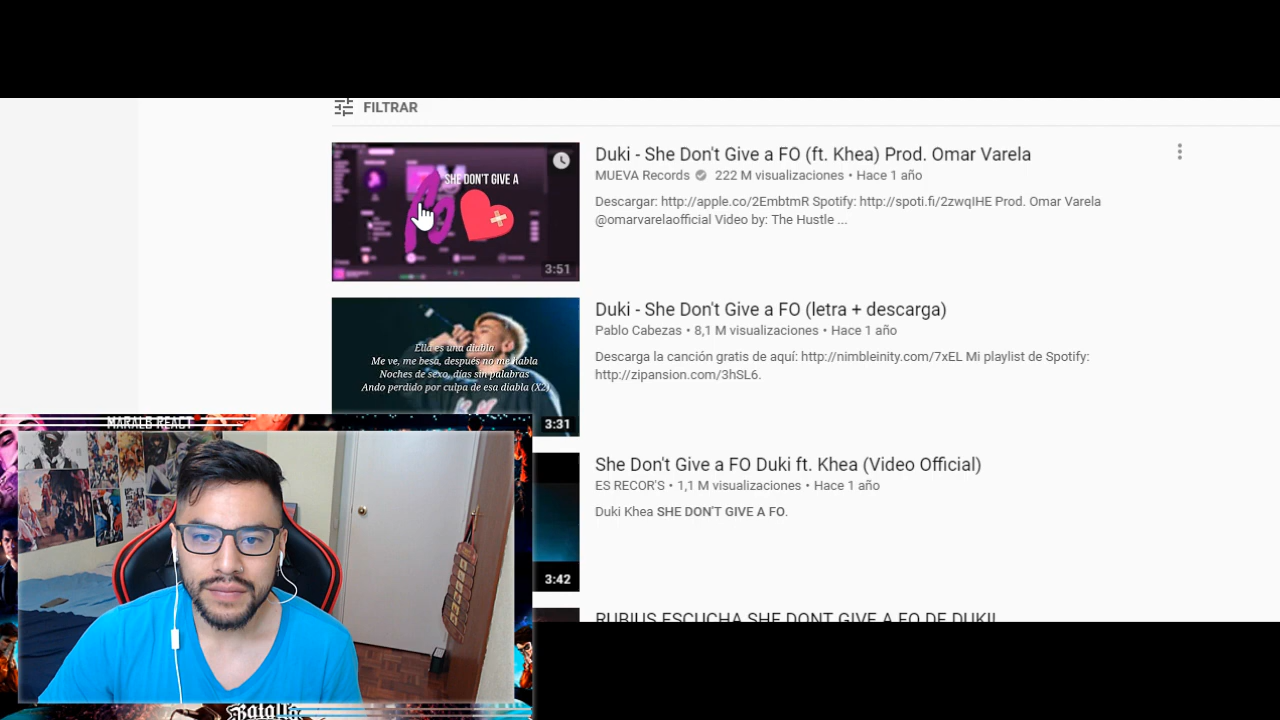 FILTRAR
SHE DON'T GIVE A
FO
3:51
Duki - She Don't Give a FO (ft. Khea) Prod. Omar Varela
MUEVA Records 222 M visualizaciones • Hace 1 año
Descargar: http://apple.co/2EmbtmR Spotify: http://spoti.fi/2zwqIHE Prod. Omar Varela
@omarvarelaofficial Video by: The Hustle ...
Ella es una diabla
Me ve, me besa, después no me habla
Noches de sexo, días sin palabras
Ando perdido por culpa de esa diabla (X2)
3:31
Duki - She Don't Give a FO (letra + descarga)
Pablo Cabezas • 8,1 M visualizaciones • Hace 1 año
Descarga la canción gratis de aquí: http://nimbleinity.com/7xEL Mi playlist de Spotify:
http://zipansion.com/3hSL6.
MARALB REACT
3:42
She Don't Give a FO Duki ft. Khea (Video Official)
ES RECOR'S • 1,1 M visualizaciones • Hace 1 año
Duki Khea SHE DON'T GIVE A FO.
RUBIUS ESCUCHA SHE DONT GIVE A FO DE DUKI!
Batalla